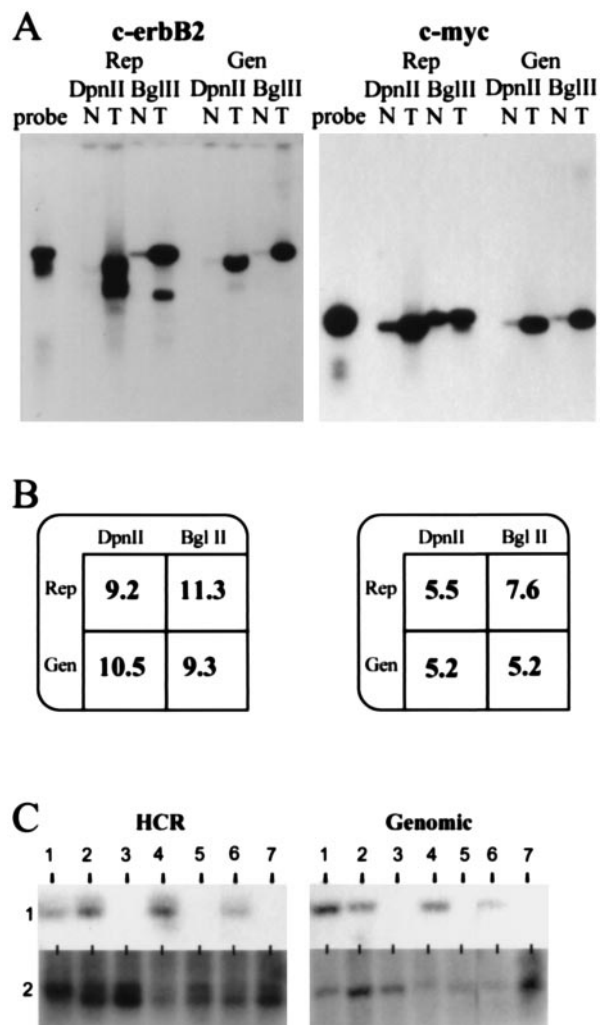 A
c-erbB2 c-myc
Rep Gen Rep Gen
DpnII BglII DpnII BglII DpnII BglII DpnII BglII
probe N T N T N T N T probe N T N T N T N T
B
DpnII Bgl II DpnII Bgl II
Rep 9.2 11.3 Rep 5.5 7.6
Gen 10.5 9.3 Gen 5.2 5.2
C
HCR Genomic
1 2 3 4 5 6 7 1 2 3 4 5 6 7
1
2